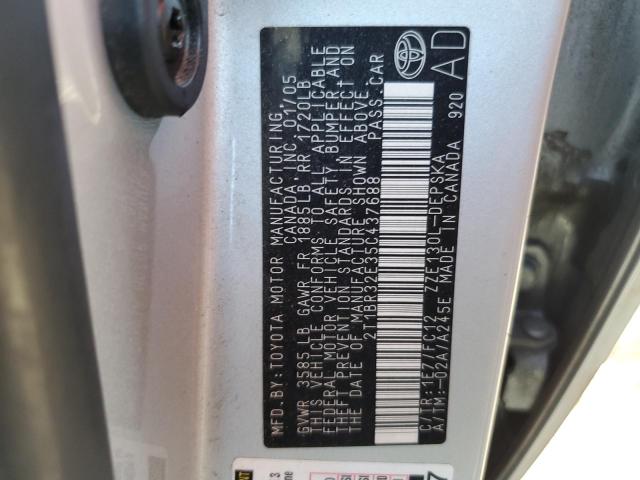 MFD.BY:TOYOTA MOTOR MANUFACTURING,
CANADA, INC. 01/05
GVWR 3585LB GAWR FR 1885LB,RR 1720LB
THIS VEHICLE CONFORMS TO ALL APPLICABLE
FEDERAL MOTOR VEHICLE SAFETY, BUMPER AND
THEFT PREVENTION STANDARDS IN EFFECT ON
THE DATE OF MANUFACTURE SHOWN ABOVE.
2T1BR32E35C437688 PASS.CAR
C/TR:1E7/FC12 ZZE130L-DEPSKA
A/TM:-02A/A245E MADE IN CANADA 920
AD